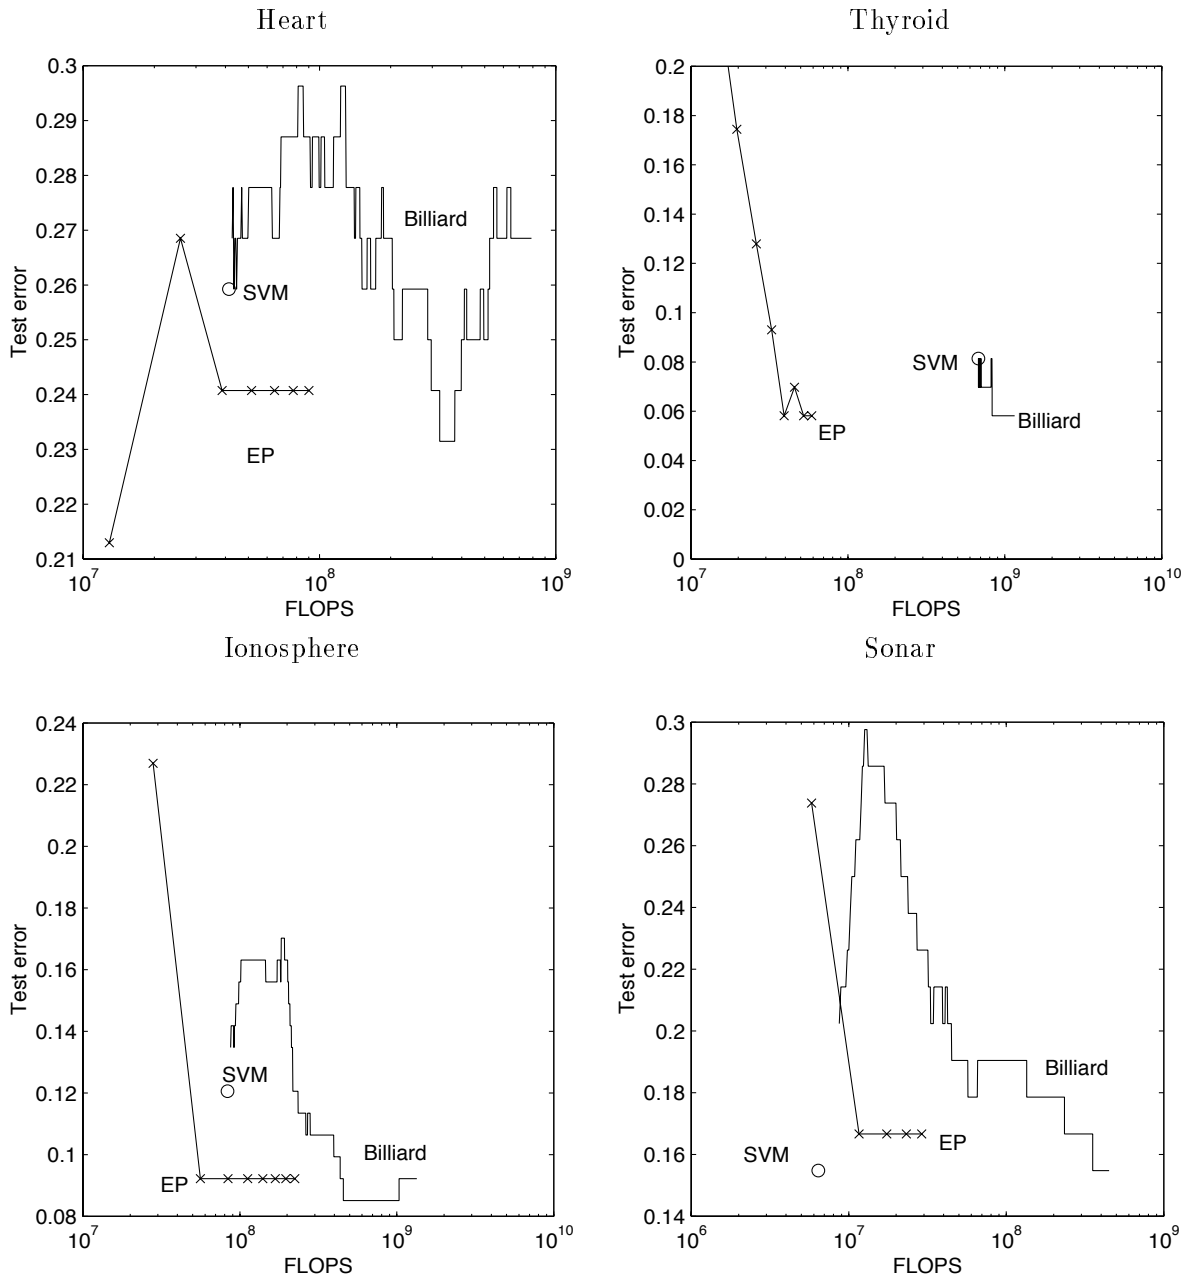 Heart
0.3
0.29
0.28
0.27
0.26
0.25
0.24
0.23
0.22
0.21
Test error
Billiard
SVM
EP
10^7
10^8
10^9
FLOPS
Thyroid
0.2
0.18
0.16
0.14
0.12
0.1
0.08
0.06
0.04
0.02
0
Test error
SVM
Billiard
EP
10^7
10^8
10^9
10^10
FLOPS
Ionosphere
0.24
0.22
0.2
0.18
0.16
0.14
0.12
0.1
0.08
Test error
SVM
Billiard
EP
10^7
10^8
10^9
10^10
FLOPS
Sonar
0.3
0.28
0.26
0.24
0.22
0.2
0.18
0.16
0.14
Test error
Billiard
EP
SVM
10^6
10^7
10^8
10^9
FLOPS